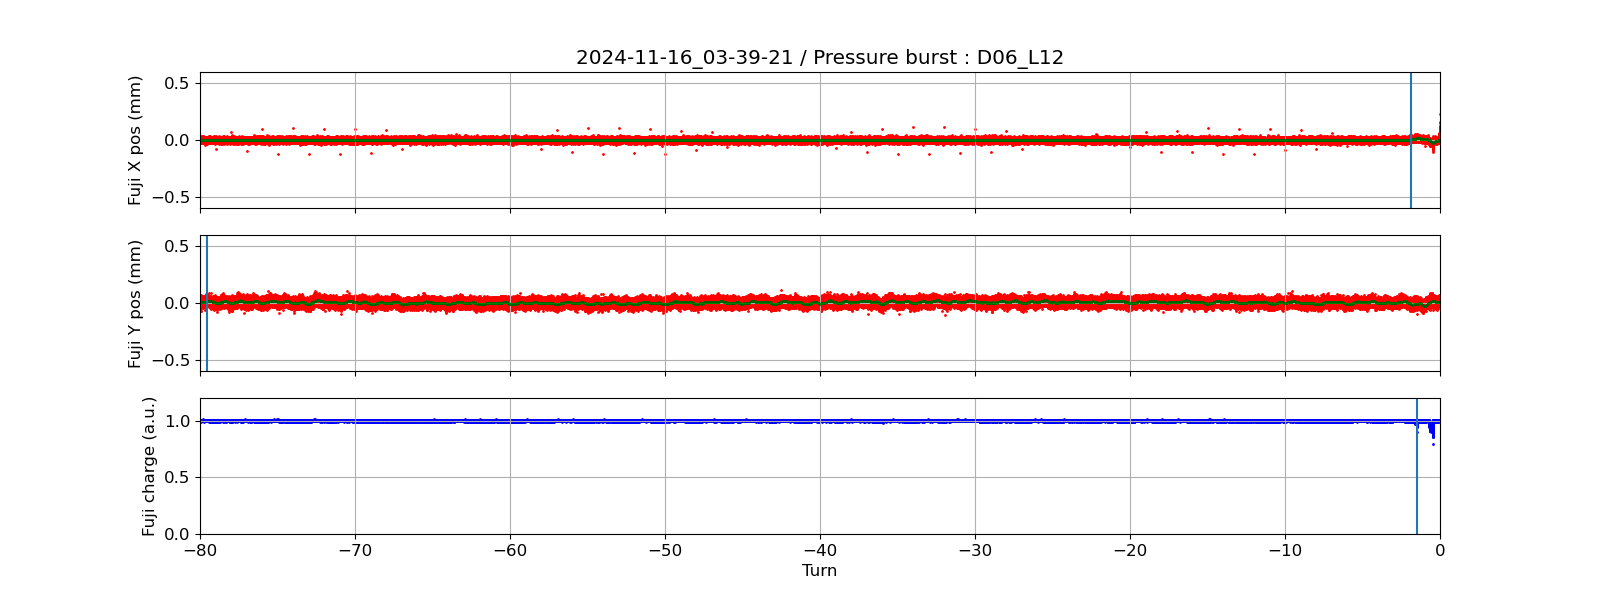 2024-11-16_03-39-21 / Pressure burst : D06_L12
Fuji X pos (mm)
0.5
0.0
−0.5
Fuji Y pos (mm)
0.5
0.0
−0.5
Fuji charge (a.u.)
1.0
0.5
0.0
−80 −70 −60 −50 −40 −30 −20 −10 0
Turn